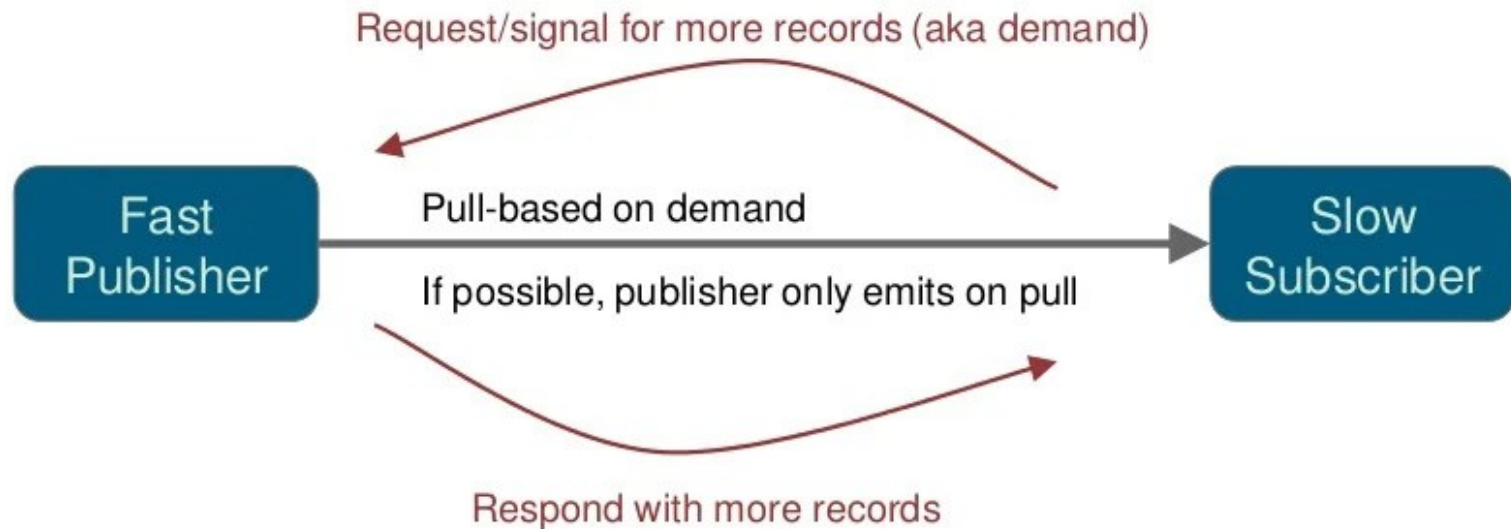 Request/signal for more records (aka demand)
Fast
Publisher
Pull-based on demand
If possible, publisher only emits on pull
Slow
Subscriber
Respond with more records